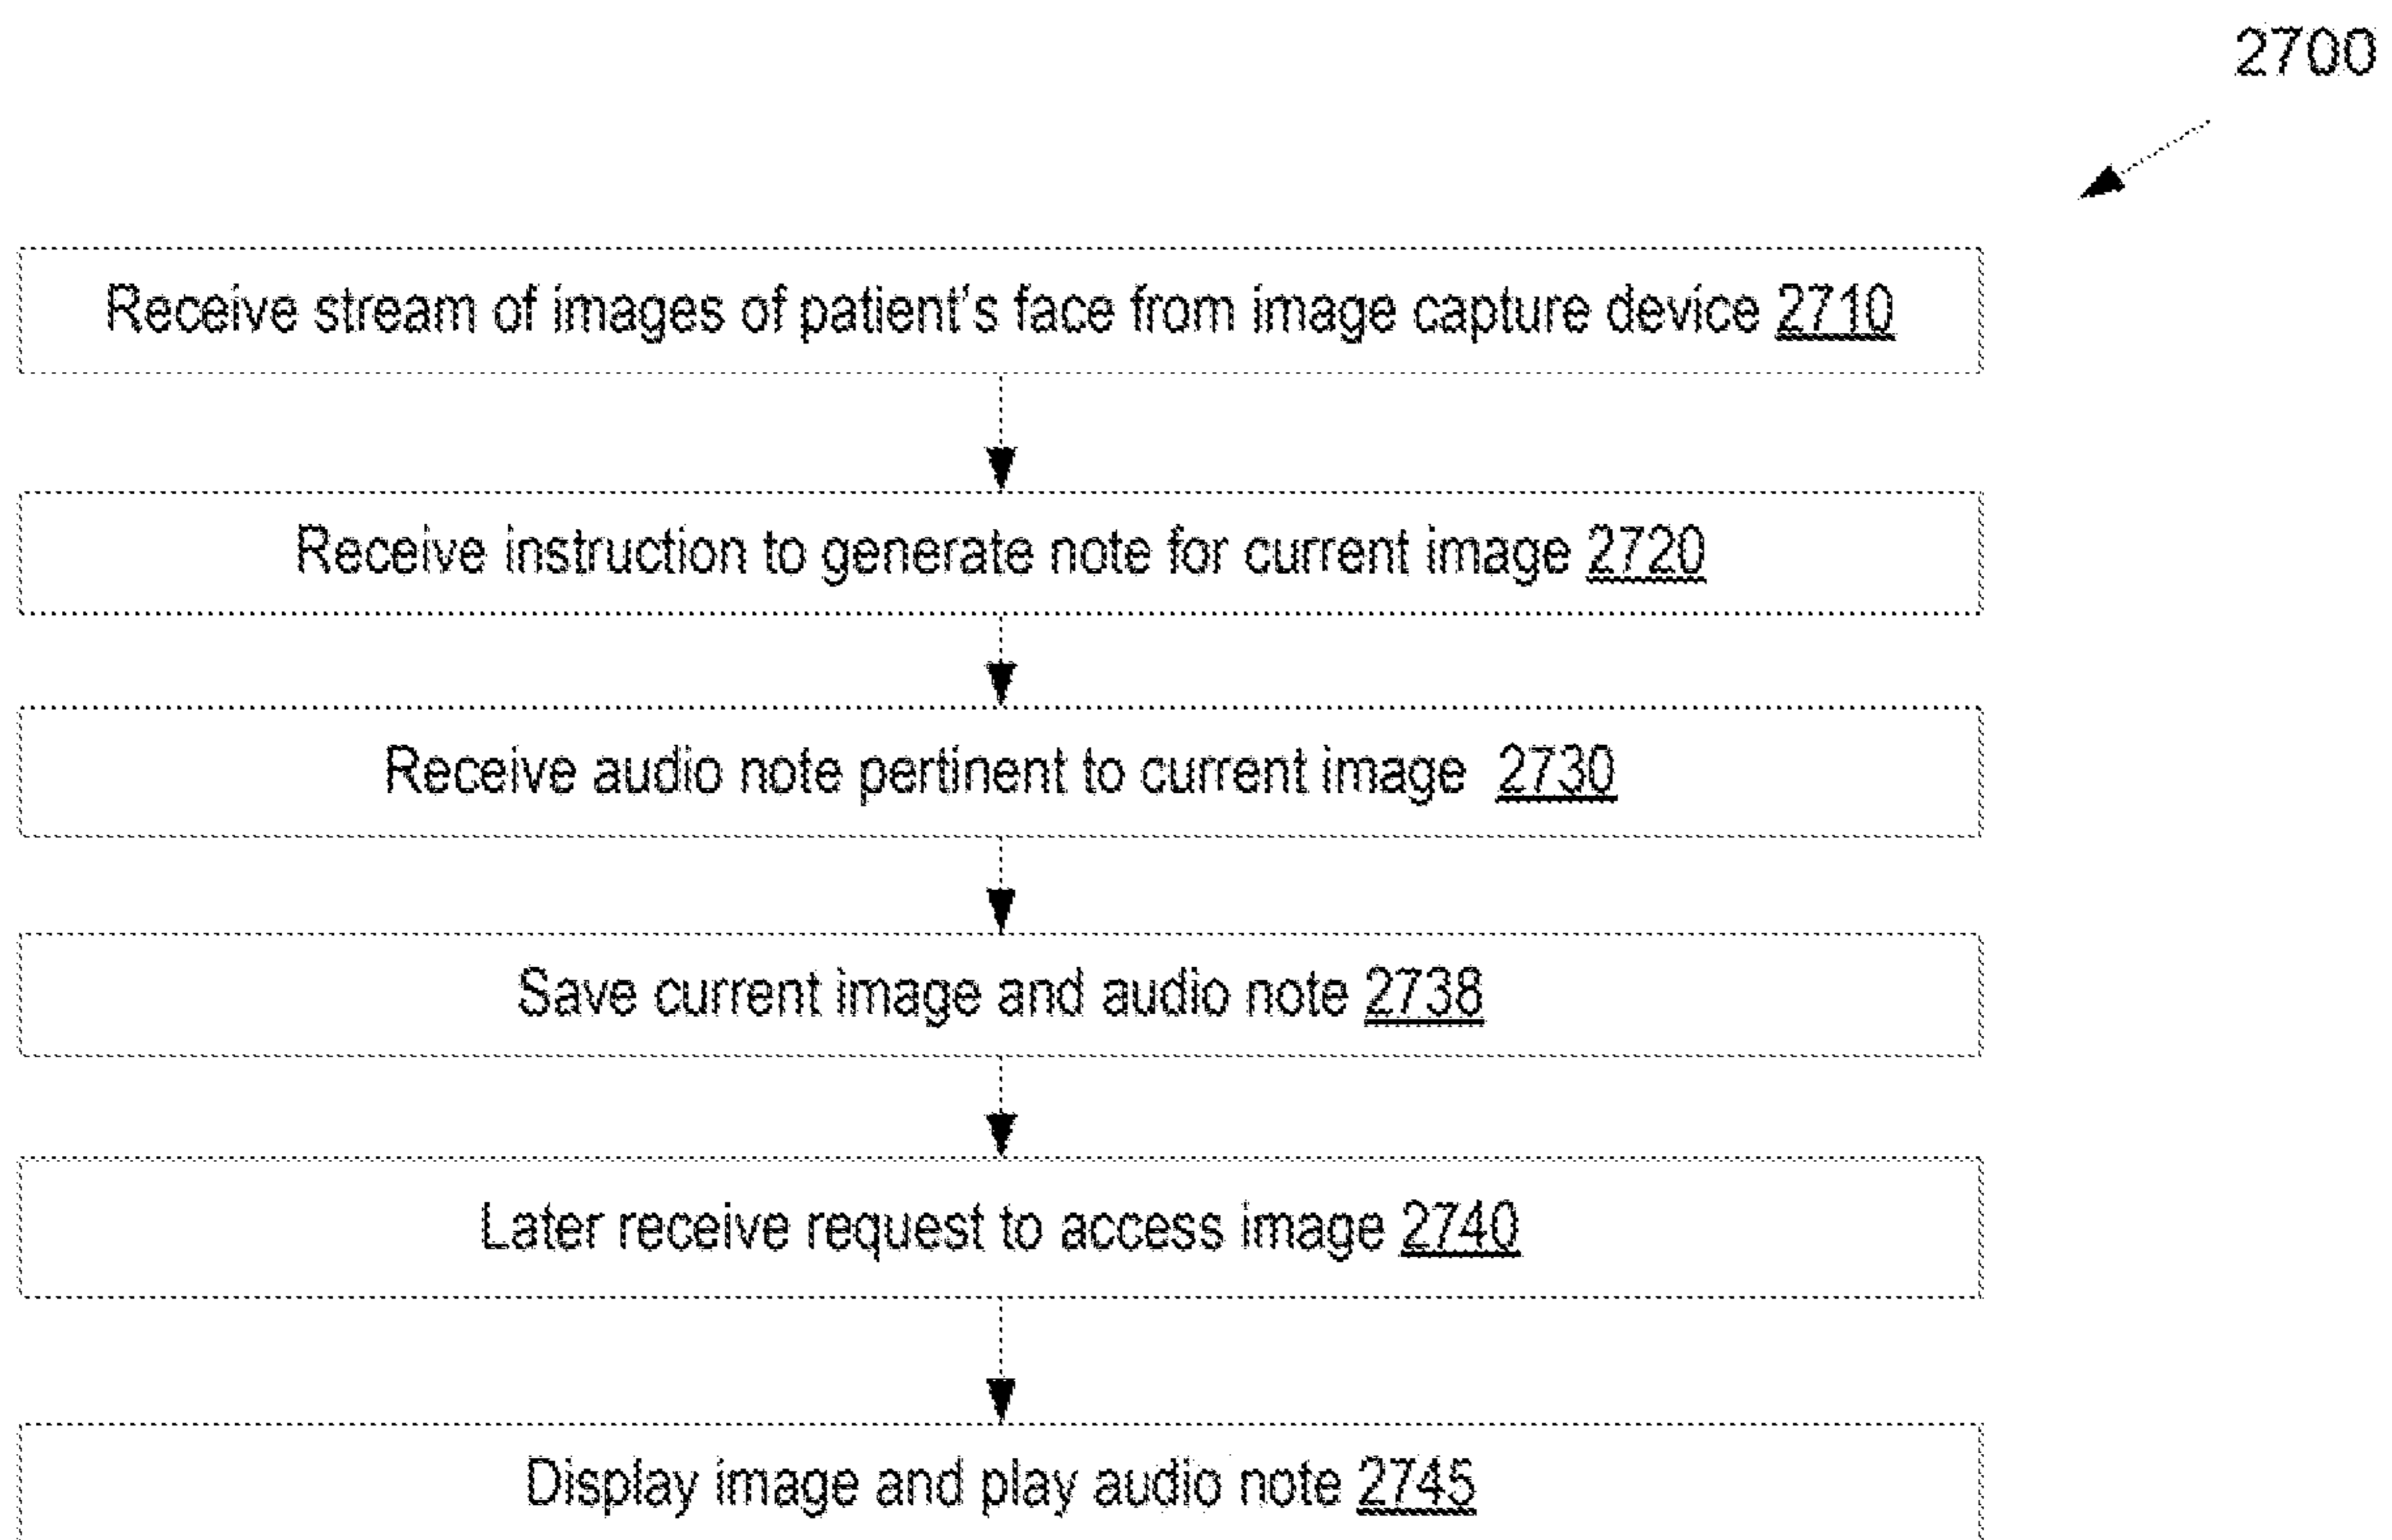 2700
Receive stream of images of patient's face from image capture device 2710
Receive instruction to generate note for current image 2720
Receive audio note pertinent to current image 2730
Save current image and audio note 2738
Later receive request to access image 2740
Display image and play audio note 2745